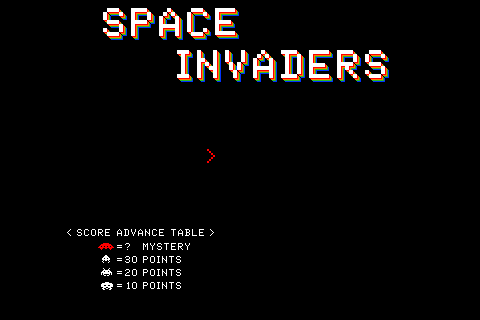 SPACE
INVADERS
>
< SCORE ADVANCE TABLE >
=? MYSTERY
=30 POINTS
=20 POINTS
=10 POINTS